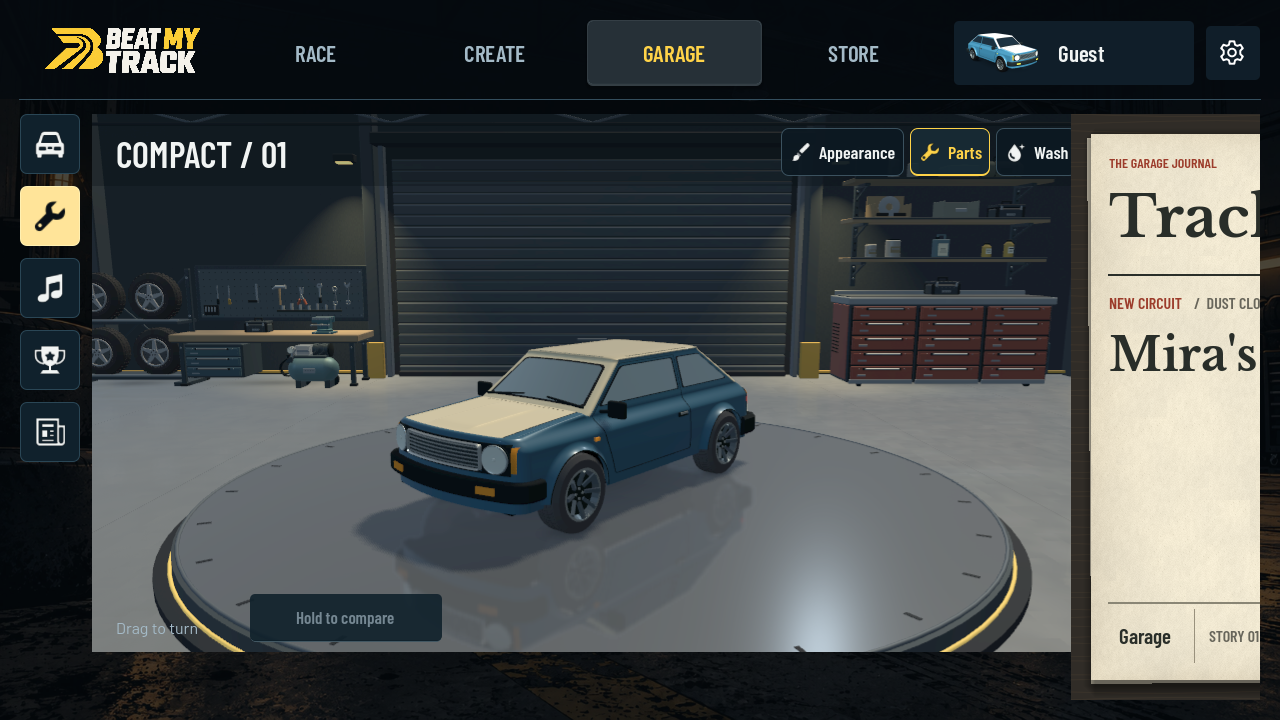 BEAT MY
TRACK
RACE
CREATE
GARAGE
STORE
Guest
COMPACT / 01
Appearance
Parts
Wash
THE GARAGE JOURNAL
NEW CIRCUIT / DUST CLO
Mira's
Garage
STORY 01
Drag to turn
Hold to compare